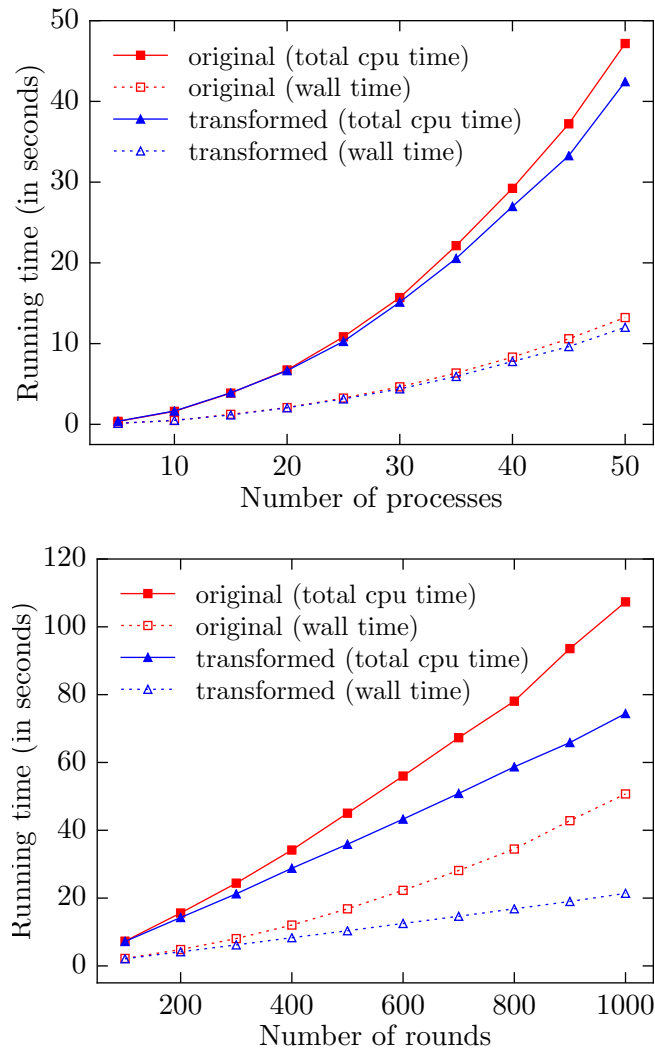 50
40
30
20
10
0
Running time (in seconds)
original (total cpu time)
original (wall time)
transformed (total cpu time)
transformed (wall time)
10 20 30 40 50
Number of processes
120
100
80
60
40
20
0
Running time (in seconds)
original (total cpu time)
original (wall time)
transformed (total cpu time)
transformed (wall time)
200 400 600 800 1000
Number of rounds